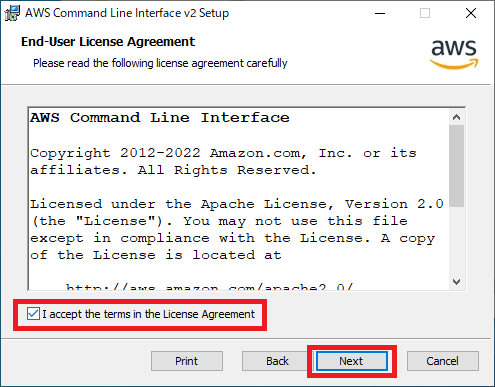 AWS Command Line Interface v2 Setup
End-User License Agreement
Please read the following license agreement carefully
aws
AWS Command Line Interface
Copyright 2012-2022 Amazon.com, Inc. or its
affiliates. All Rights Reserved.
Licensed under the Apache License, Version 2.0
(the "License"). You may not use this file
except in compliance with the License. A copy
of the License is located at
http://aws.amazon.com/apache2.0/
I accept the terms in the License Agreement
Print
Back
Next
Cancel